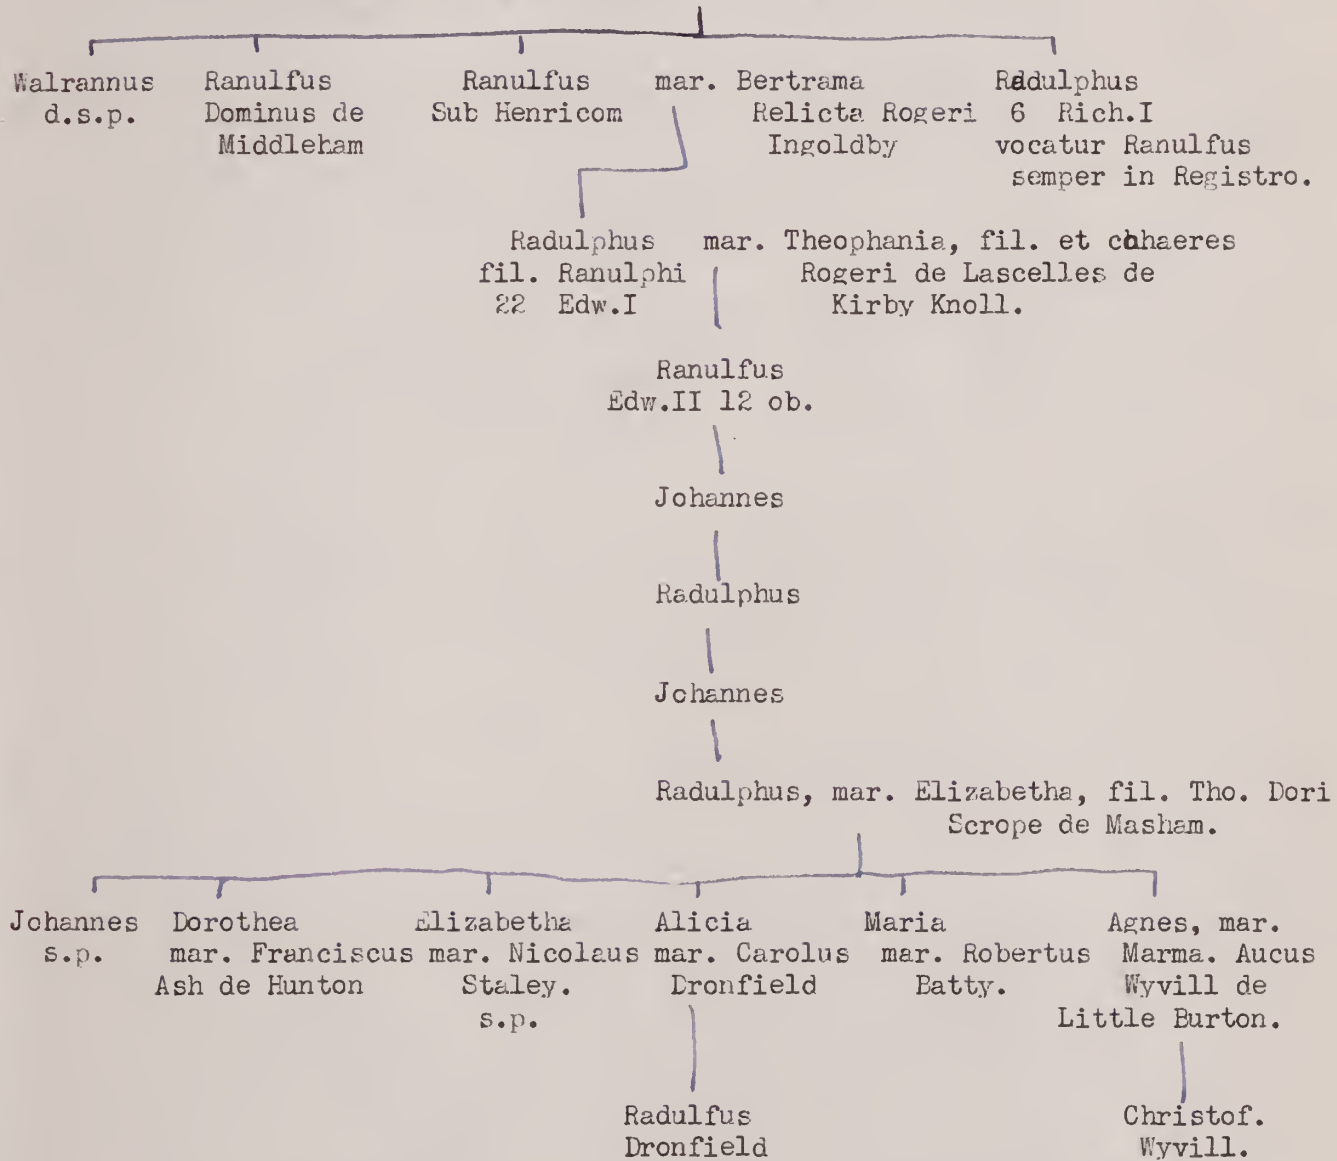 Walrannus
d.s.p.
Ranulfus
Dominus de
Middleham
Ranulfus
Sub Henricom
mar. Bertrama
Relicta Rogeri
Ingoldby
Radulphus
6 Rich.I
vocatur Ranulfus
semper in Registro.
Radulphus
fil. Ranulphi
22 Edw.I
mar. Theophania, fil. et cohaeres
Rogeri de Lascelles de
Kirby Knoll.
Ranulfus
Edw.II 12 ob.
Johannes
Radulphus
Johannes
Radulphus, mar. Elizabetha, fil. Tho. Dori
Scrope de Masham.
Johannes
s.p.
Dorothea
mar. Franciscus
Ash de Hunton
Elizabetha
mar. Nicolaus
Staley.
s.p.
Alicia
mar. Carolus
Dronfield
Maria
mar. Robertus
Batty.
Agnes, mar.
Marma. Aucus
Wyvill de
Little Burton.
Radulfus
Dronfield
Christof.
Wyvill.